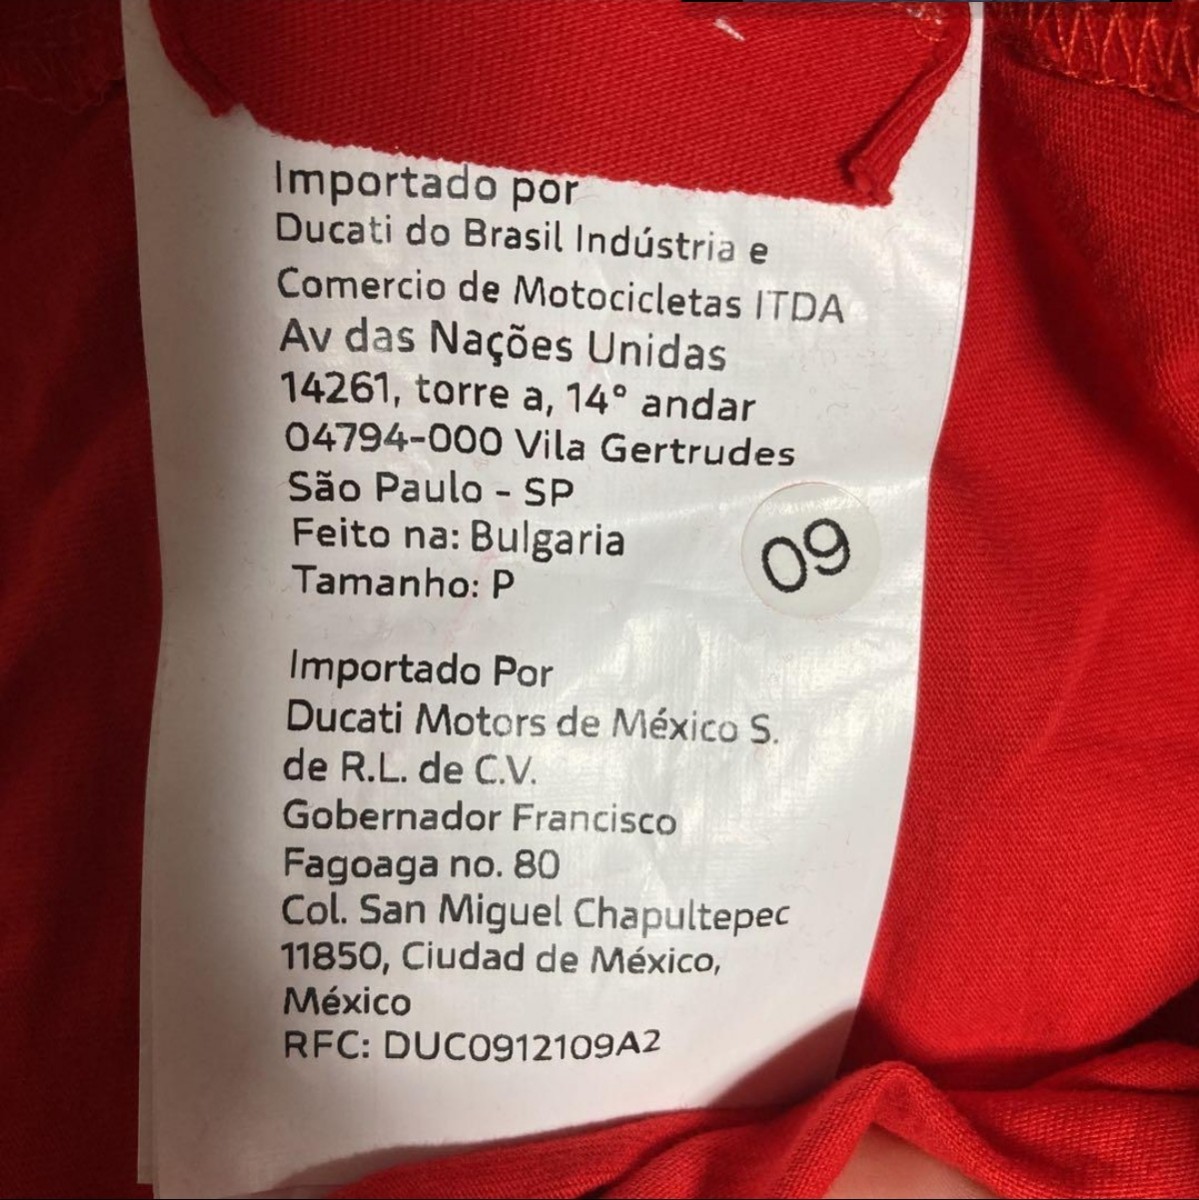 Importado por
Ducati do Brasil Indústria e
Comercio de Motocicletas ITDA
Av das Nações Unidas
14261, torre a, 14° andar
04794-000 Vila Gertrudes
São Paulo - SP
Feito na: Bulgaria
Tamanho: P
09
Importado Por
Ducati Motors de México S.
de R.L. de C.V.
Gobernador Francisco
Fagoaga no. 80
Col. San Miguel Chapultepec
11850, Ciudad de México,
México
RFC: DUC0912109A2